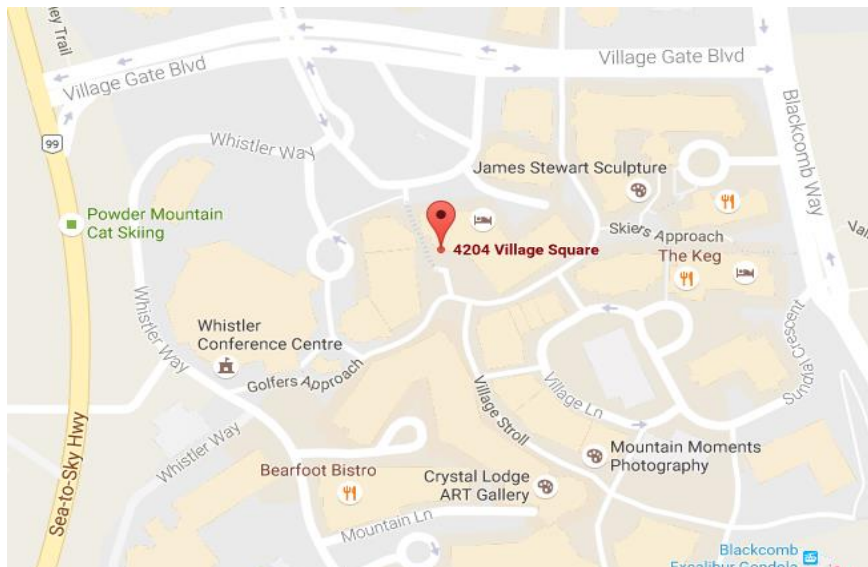 ney Trail
Village Gate Blvd
Village Gate Blvd
99
Whistler Way
Blackcomb Way
James Stewart Sculpture
Powder Mountain
Cat Skiing
4204 Village Square
Skiers Approach
The Keg
Whistler Way
Whistler
Conference Centre
Golfers Approach
Village Stroll
Village Ln
Sundial Crescent
Sea-to-Sky Hwy
Whistler Way
Bearfoot Bistro
Mountain Moments
Photography
Crystal Lodge
ART Gallery
Mountain Ln
Blackcomb
Excalibur Gondola